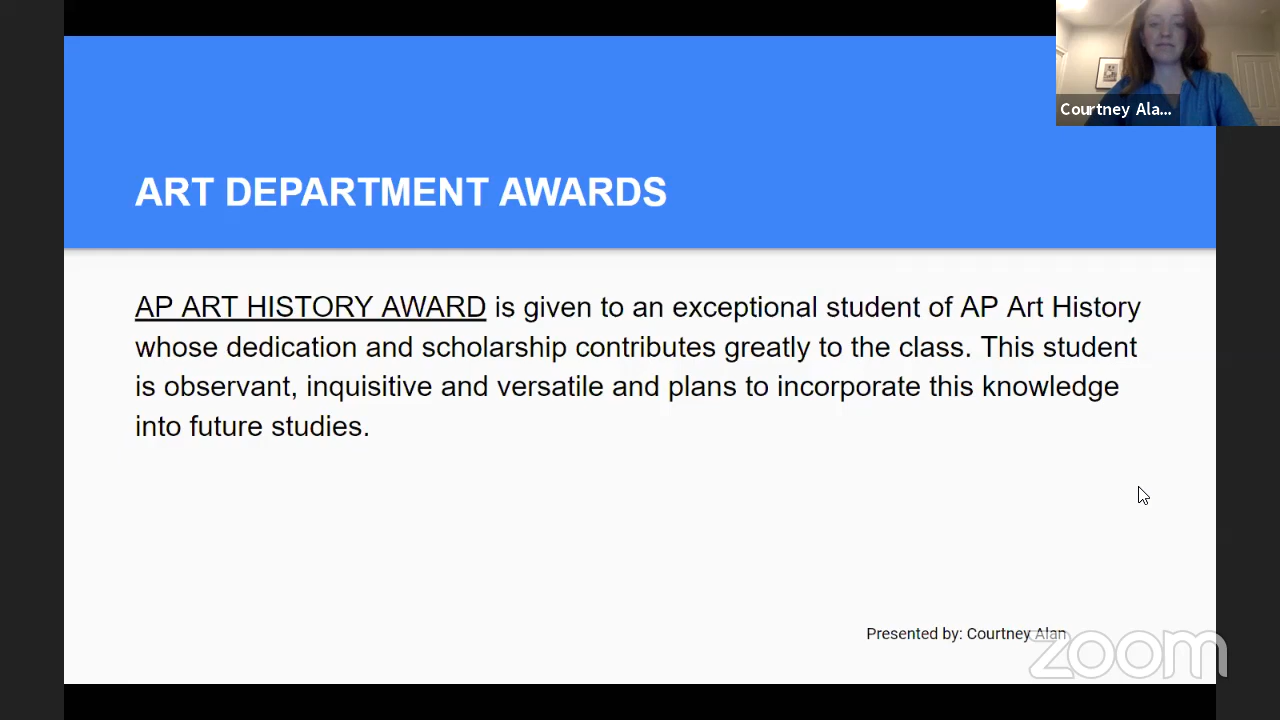 Courtney Ala...
ART DEPARTMENT AWARDS
AP ART HISTORY AWARD is given to an exceptional student of AP Art History
whose dedication and scholarship contributes greatly to the class. This student
is observant, inquisitive and versatile and plans to incorporate this knowledge
into future studies.
Presented by: Courtney Alan
zoom